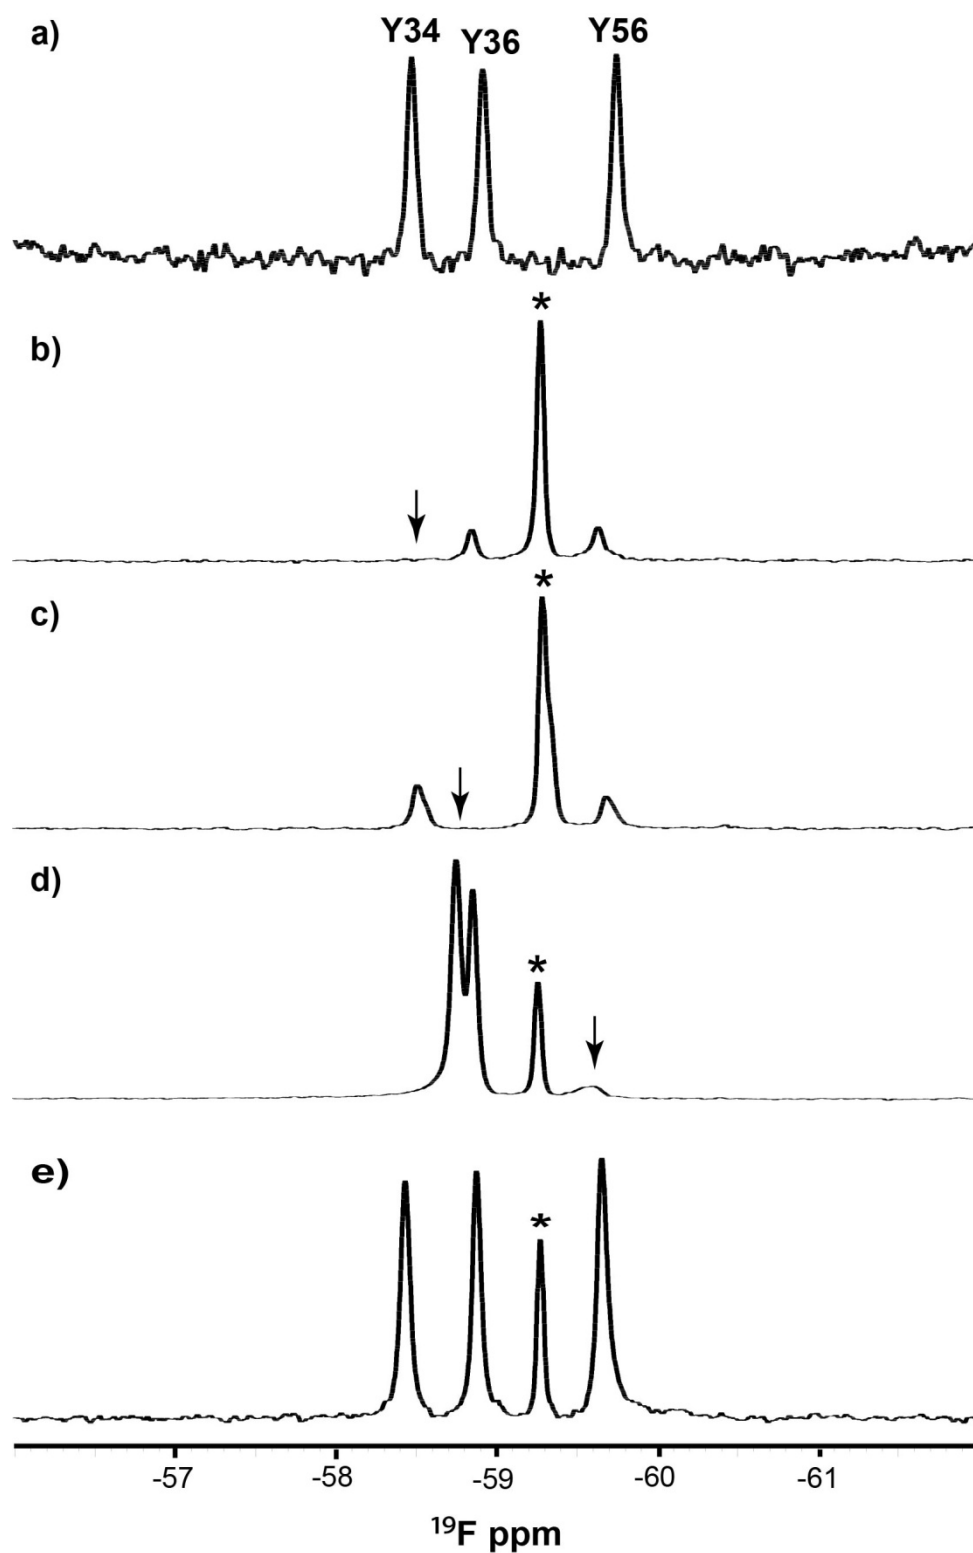 a)
Y34 Y36 Y56
*
b)
*
c)
*
d)
*
e)
-57 -58 -59 -60 -61
¹⁹F ppm